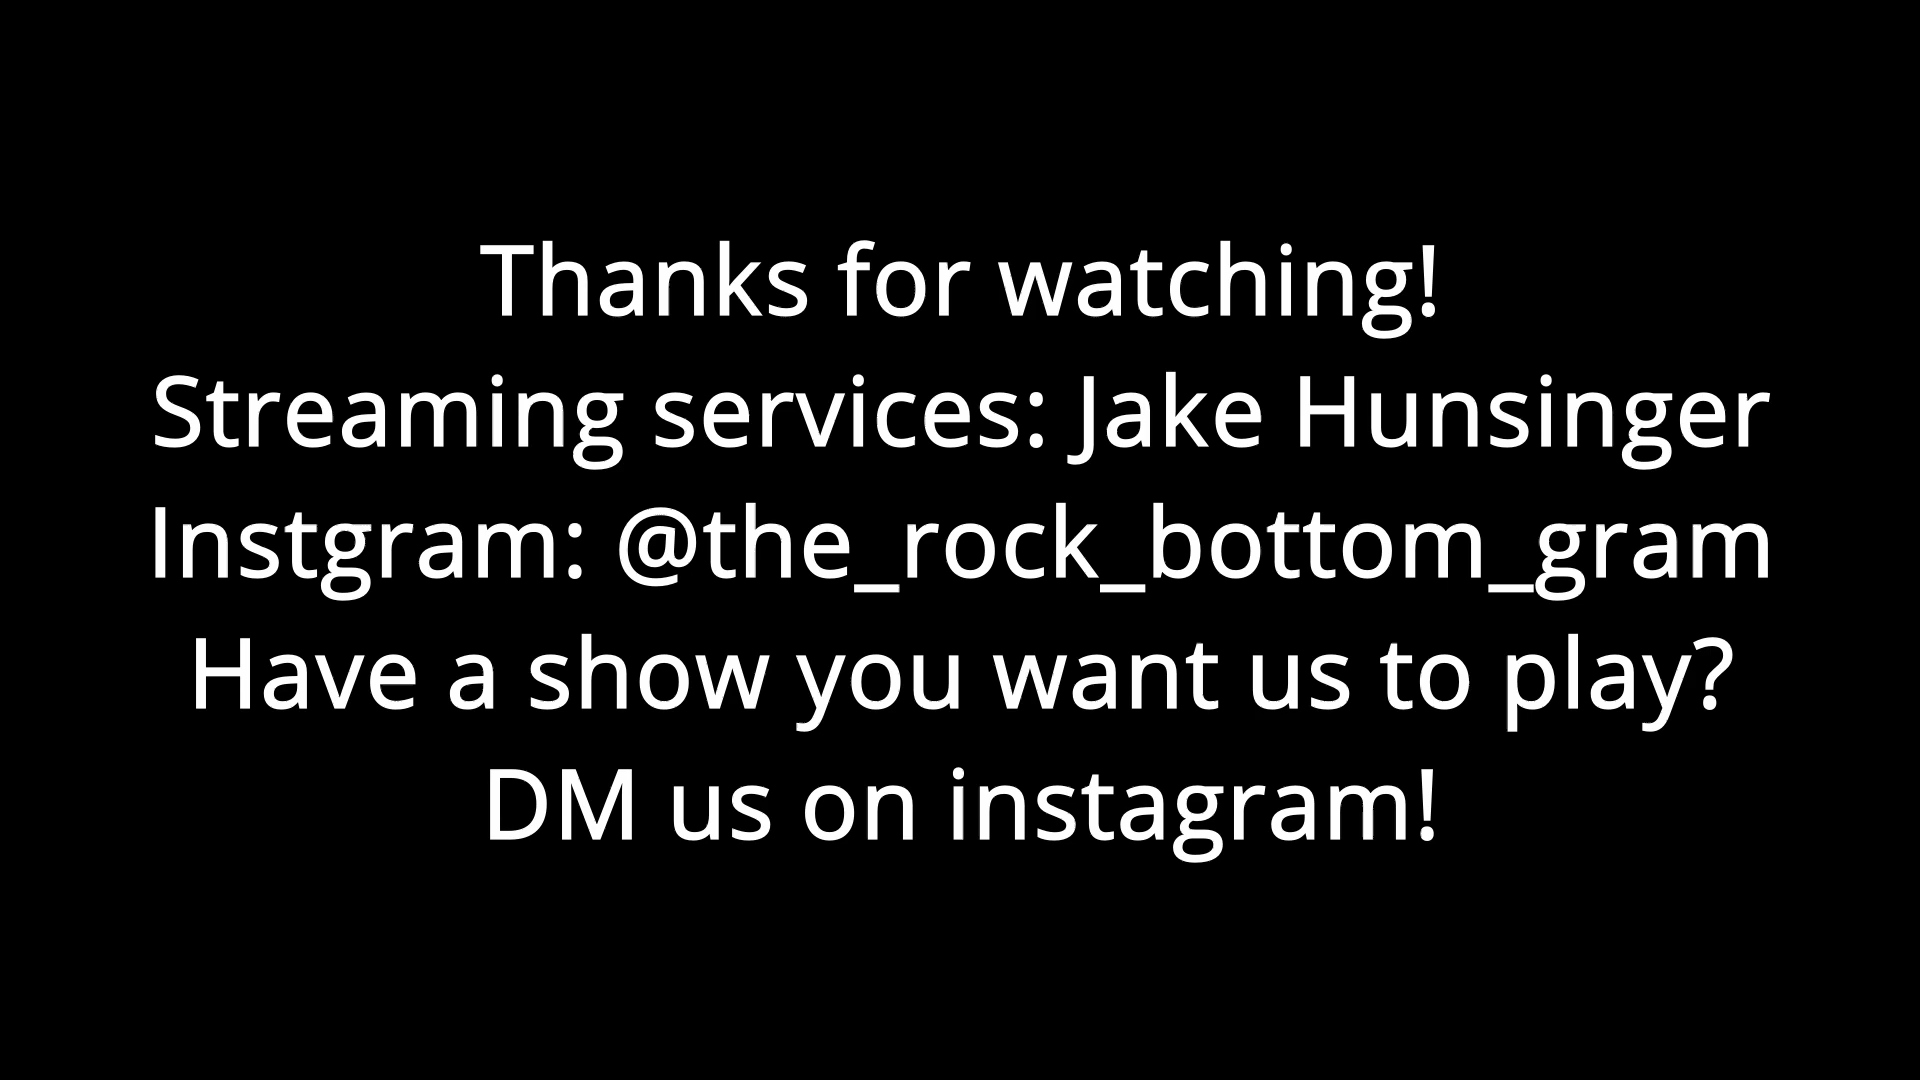 Thanks for watching!
Streaming services: Jake Hunsinger
Instgram: @the_rock_bottom_gram
Have a show you want us to play?
DM us on instagram!